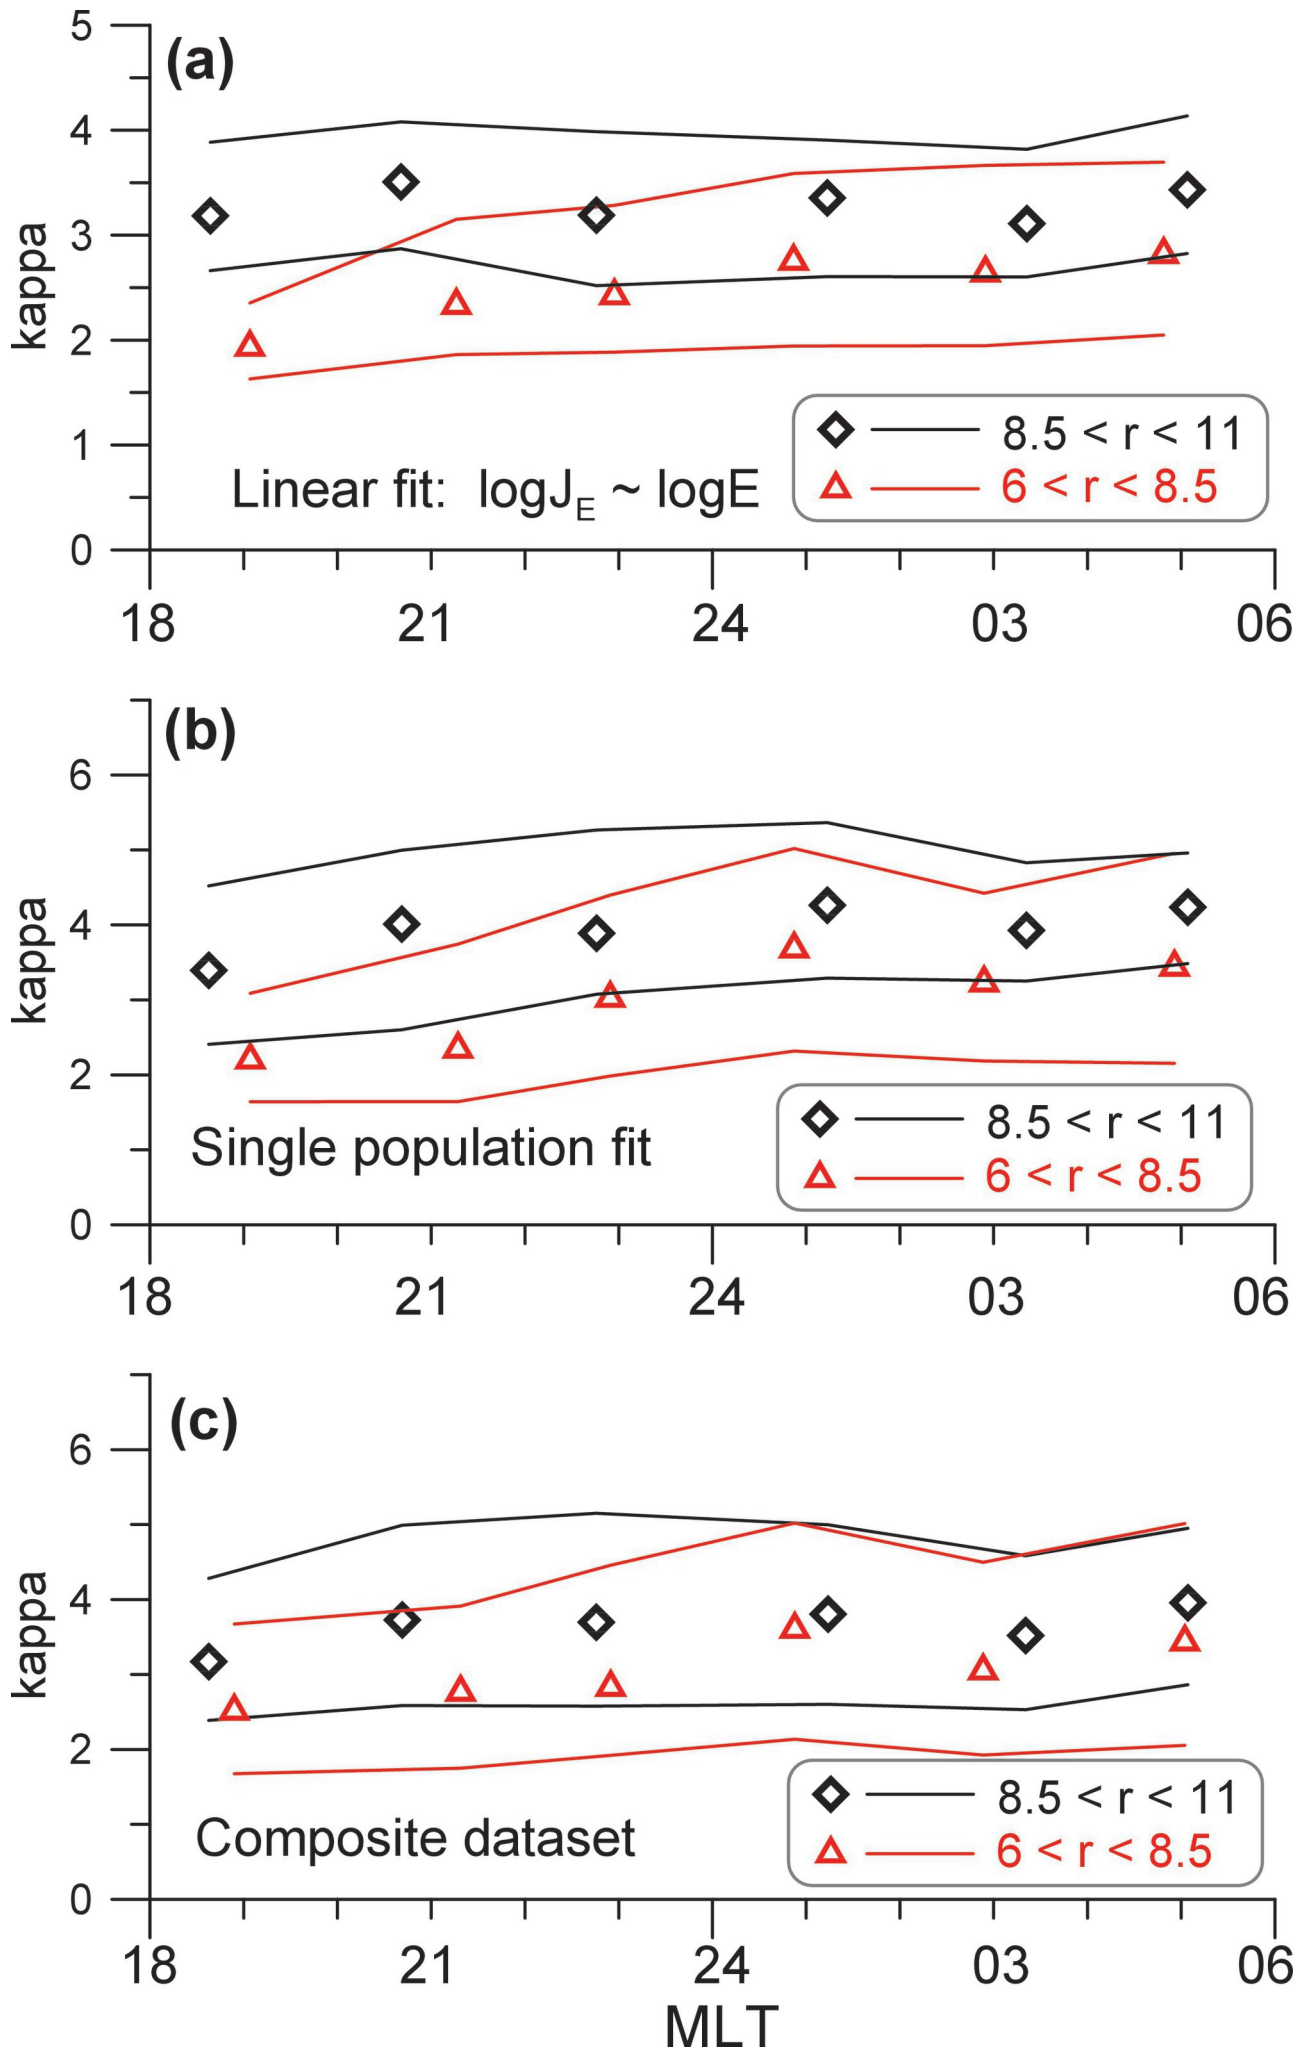 (a)
5
4
3
2
1
0
kappa
8.5 < r < 11
6 < r < 8.5
Linear fit: logJE ~ logE
18 21 24 03 06
(b)
6
4
2
0
kappa
8.5 < r < 11
6 < r < 8.5
Single population fit
18 21 24 03 06
(c)
6
4
2
0
kappa
8.5 < r < 11
6 < r < 8.5
Composite dataset
18 21 24 03 06
MLT